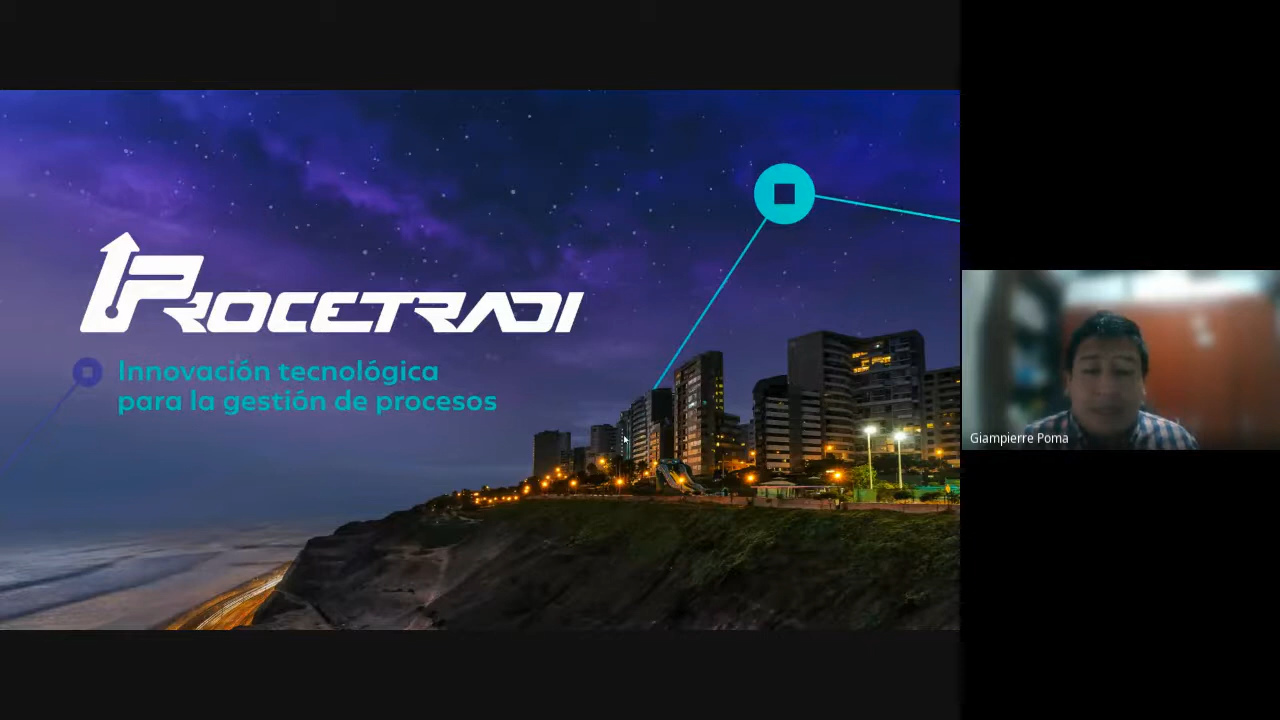 PROCETRADI
Innovación tecnológica
para la gestión de procesos
Giampierre Poma